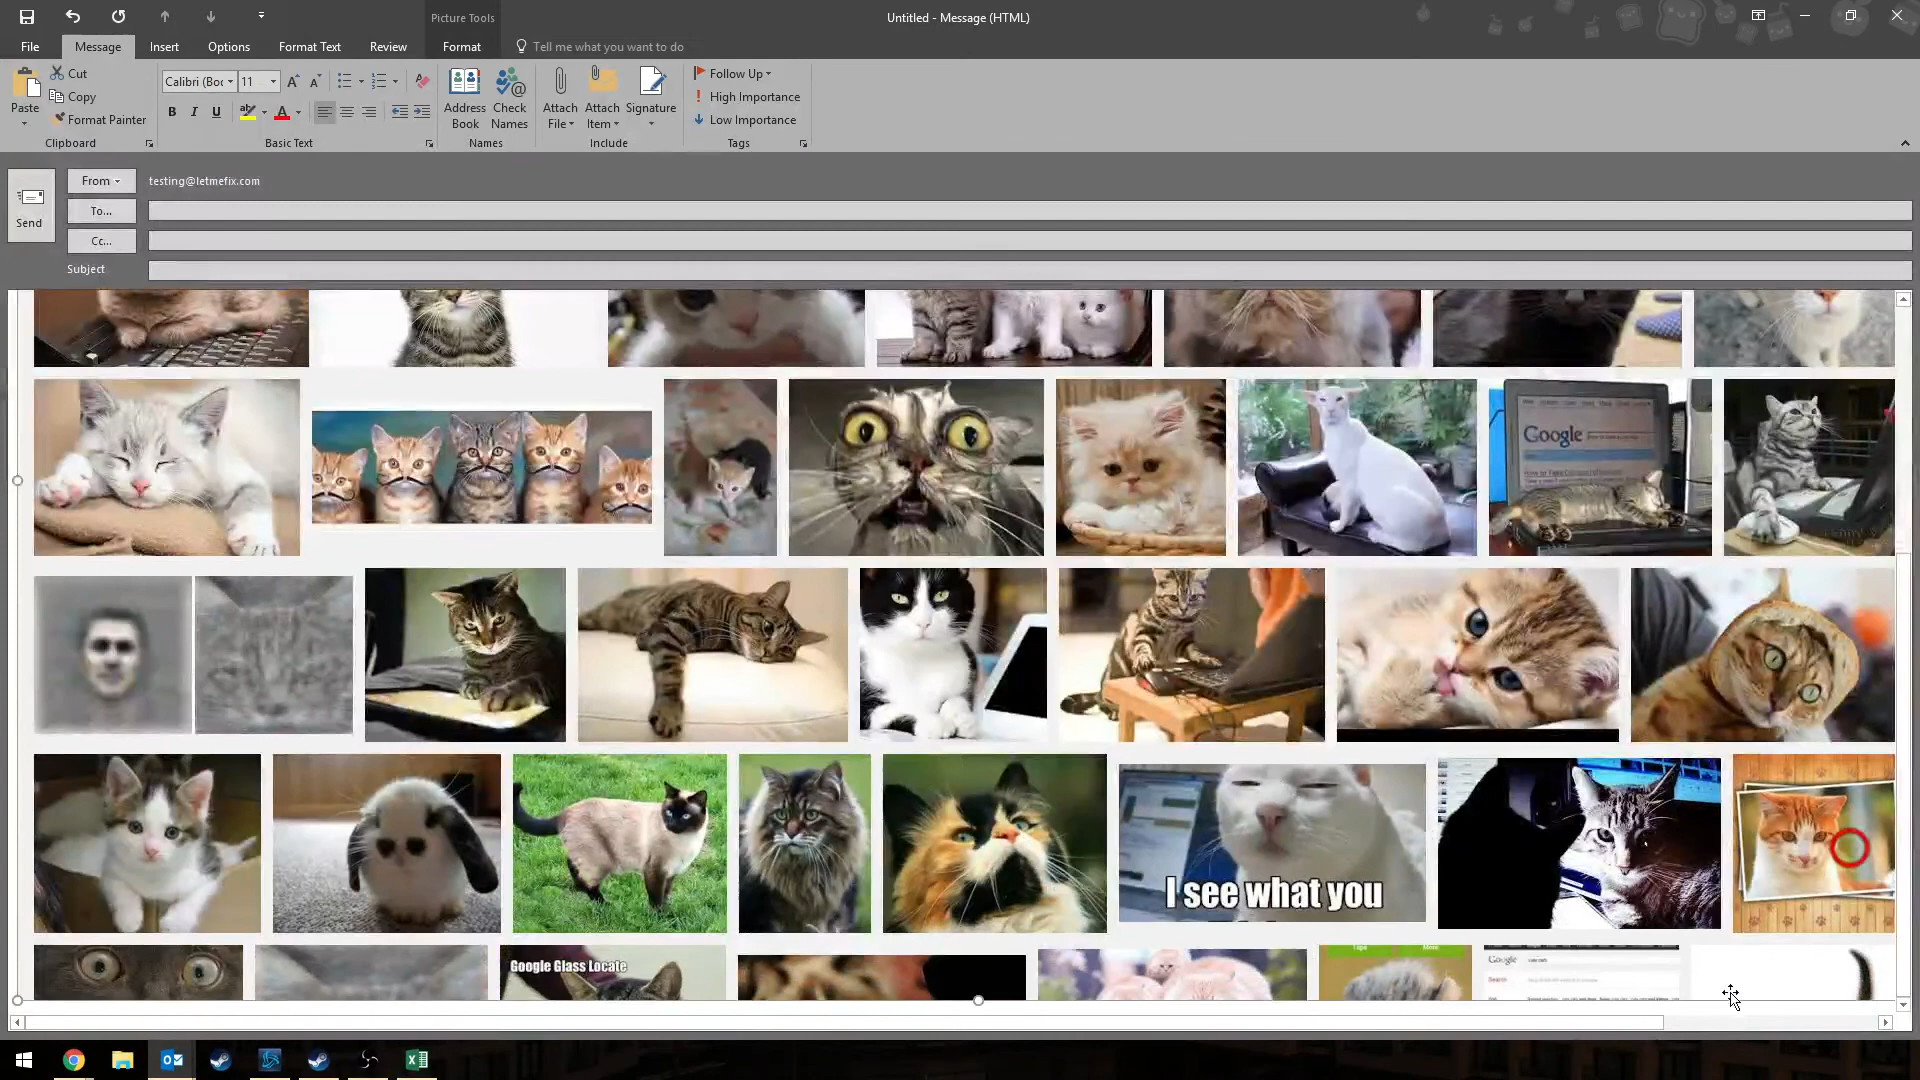 Picture Tools
Untitled - Message (HTML)
File
Message
Insert
Options
Format Text
Review
Format
Tell me what you want to do
Paste
Cut
Copy
Format Painter
Clipboard
Calibri (Boc
11
B
I
U
Basic Text
Address Book
Check Names
Names
Attach File
Attach Item
Signature
Include
Follow Up
High Importance
Low Importance
Tags
Send
From
testing@letmefix.com
To...
Cc...
Subject
Google
I see what you
Google Glass Locate
Google